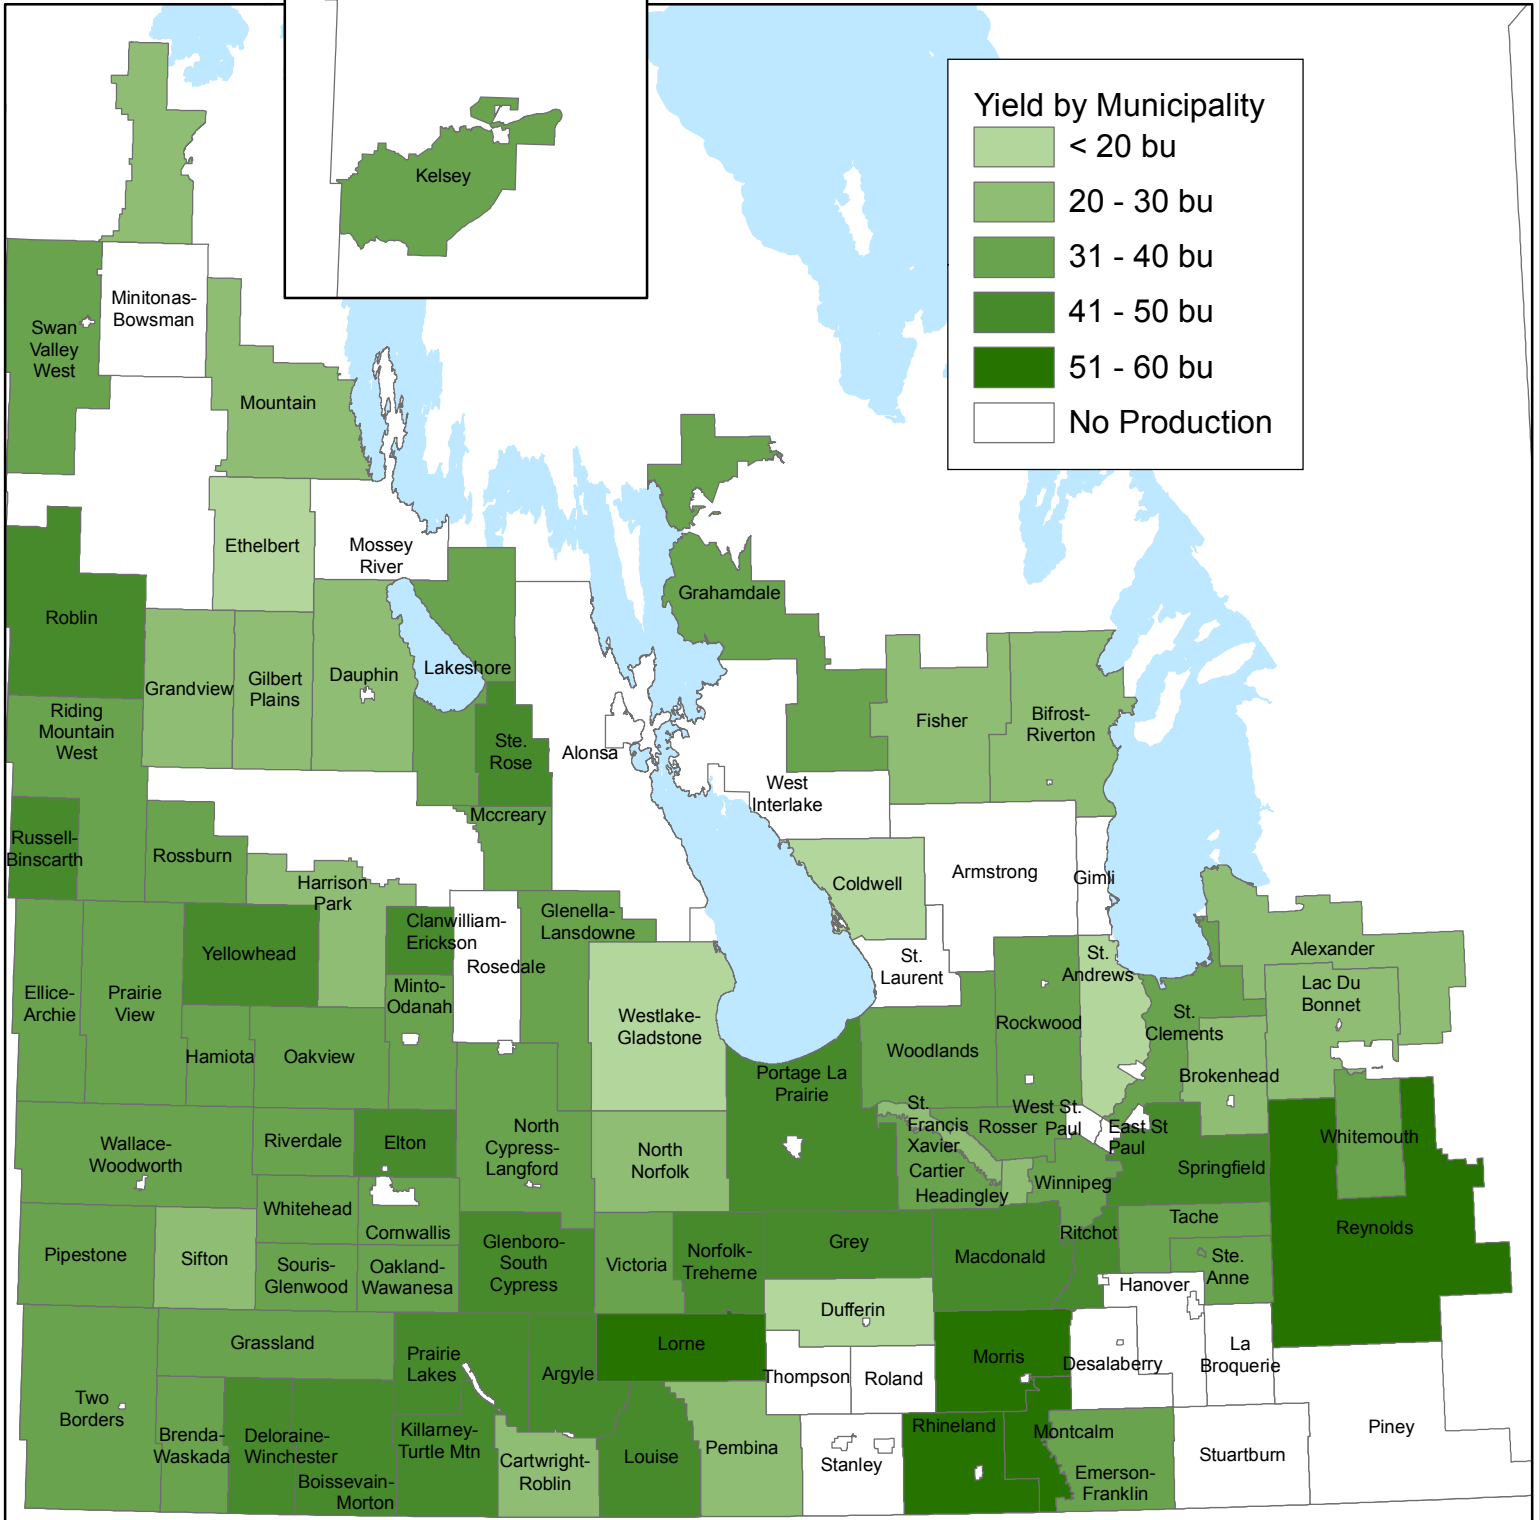 Kelsey
Yield by Municipality
< 20 bu
20 - 30 bu
31 - 40 bu
41 - 50 bu
51 - 60 bu
No Production
Minitonas-
Bowsman
Swan
Valley
West
Mountain
Ethelbert
Mossey
River
Grahamdale
Roblin
Lakeshore
Dauphin
Grandview
Gilbert
Plains
Riding
Mountain
West
Fisher
Bifrost-
Riverton
Ste.
Rose
Alonsa
West
Interlake
Mccreary
Russell-
Binscarth
Rossburn
Harrison
Park
Coldwell
Armstrong
Gimli
Clanwilliam-
Erickson
Glenella-
Lansdowne
Yellowhead
Rosedale
St.
Laurent
St.
Andrews
Alexander
Lac Du
Bonnet
Ellice-
Archie
Prairie
View
Minto-
Odanah
Westlake-
Gladstone
Rockwood
St.
Clements
Hamiota
Oakview
Woodlands
Portage La
Prairie
Brokenhead
St.
Francis
Xavier
Rosser
West St.
Paul
East St
Paul
Wallace-
Woodworth
Riverdale
Elton
North
Cypress-
Langford
North
Norfolk
Cartier
Headingley
Winnipeg
Springfield
Whitemouth
Whitehead
Cornwallis
Tache
Reynolds
Pipestone
Sifton
Souris-
Glenwood
Oakland-
Wawanesa
Glenboro-
South
Cypress
Victoria
Norfolk-
Treherne
Grey
Macdonald
Ritchot
Ste.
Anne
Hanover
Dufferin
Grassland
Prairie
Lakes
Argyle
Lorne
Thompson
Roland
Morris
Desalaberry
La
Broquerie
Two
Borders
Brenda-
Waskada
Deloraine-
Winchester
Boissevain-
Morton
Killarney-
Turtle Mtn
Cartwright-
Roblin
Louise
Pembina
Stanley
Rhineland
Montcalm
Emerson-
Franklin
Stuartburn
Piney